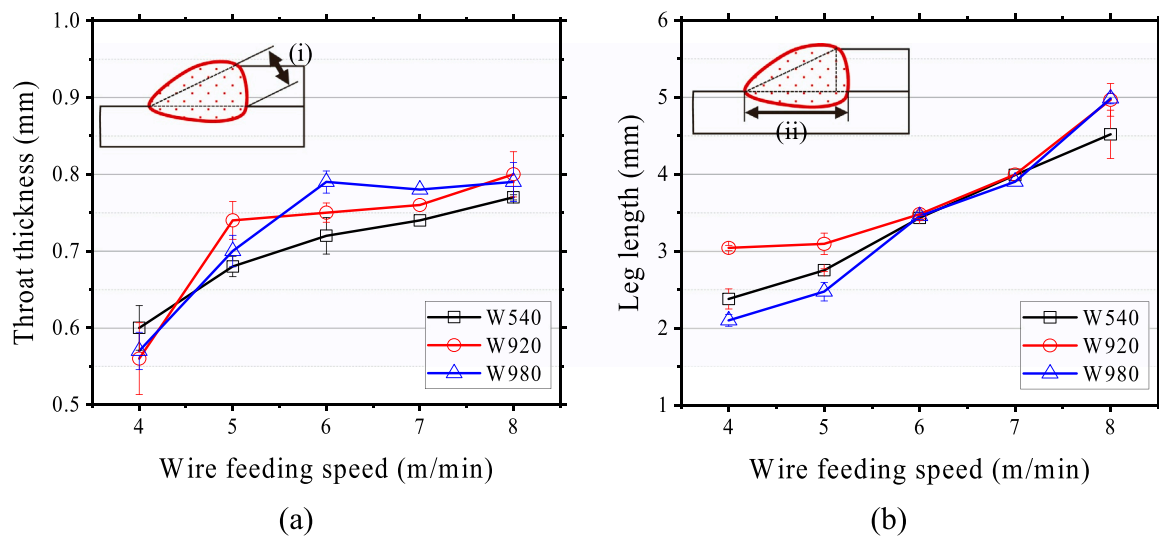 Throat thickness (mm)
1.0
0.9
0.8
0.7
0.6
0.5
(i)
W540
W920
W980
4 5 6 7 8
Wire feeding speed (m/min)
(a)
Leg length (mm)
6
5
4
3
2
1
(ii)
W540
W920
W980
4 5 6 7 8
Wire feeding speed (m/min)
(b)